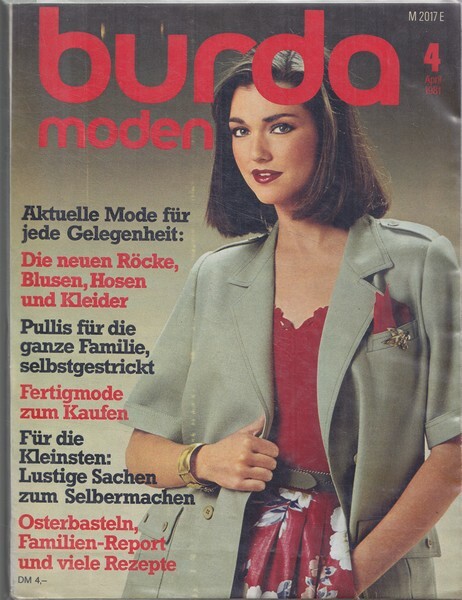 M 2017 E
burda
moden
4
April
1981
Aktuelle Mode für
jede Gelegenheit:
Die neuen Röcke,
Blusen, Hosen
und Kleider
Pullis für die
ganze Familie,
selbstgestrickt
Fertigmode
zum Kaufen
Für die
Kleinsten:
Lustige Sachen
zum Selbermachen
Osterbasteln,
Familien-Report
und viele Rezepte
DM 4,–